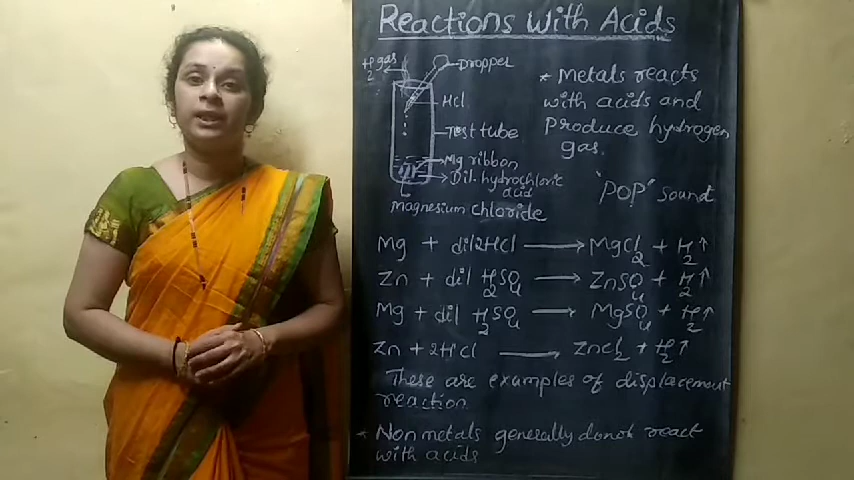 Reactions With Acids
H2 gas
Dropper
Hcl
Test tube
Mg ribbon
Dil. hydrochloric
acid
Magnesium chloride
* Metals reacts
with acids and
Produce hydrogen
gas.
"POP" sound
Mg + dil 2HCl ⟶ MgCl2 + H2↑
Zn + dil H2SO4 ⟶ ZnSO4 + H2↑
Mg + dil H2SO4 ⟶ MgSO4 + H2↑
Zn + 2HCl ⟶ ZnCl2 + H2↑
These are examples of displacement
reaction
* Non metals generally donot react
with acids